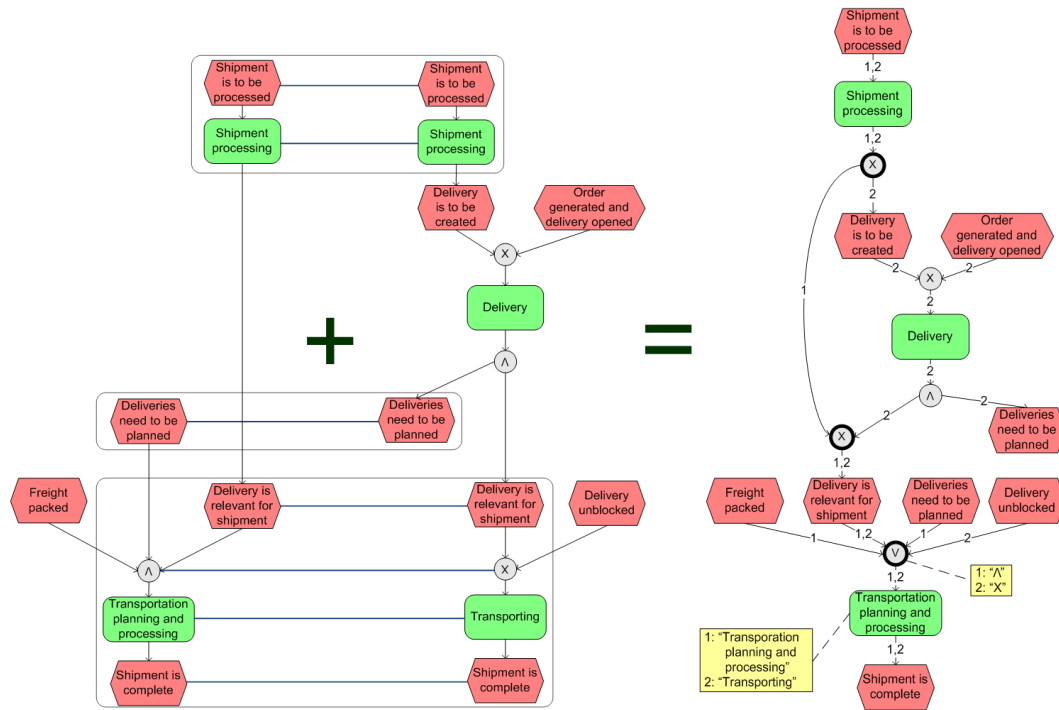 Shipment
is to be
processed
Shipment
is to be
processed
Shipment
processing
Shipment
processing
Delivery
is to be
created
Order
generated and
delivery opened
X
Delivery
Λ
Deliveries
need to be
planned
Deliveries
need to be
planned
Freight
packed
Delivery is
relevant for
shipment
Delivery is
relevant for
shipment
Delivery
unblocked
Λ
X
Transportation
planning and
processing
Transporting
Shipment is
complete
Shipment is
complete
+
=
Shipment
is to be
processed
1,2
Shipment
processing
1,2
X
2
1
Delivery
is to be
created
Order
generated and
delivery opened
2
2
X
2
Delivery
2
Λ
2
2
Deliveries
need to be
planned
X
1,2
Freight
packed
Delivery is
relevant for
shipment
Deliveries
need to be
planned
Delivery
unblocked
1
1,2
1
2
V
1,2
1: “Λ”
2: “X”
Transportation
planning and
processing
1: “Transporation
planning and
processing”
2: “Transporting”
1,2
Shipment is
complete